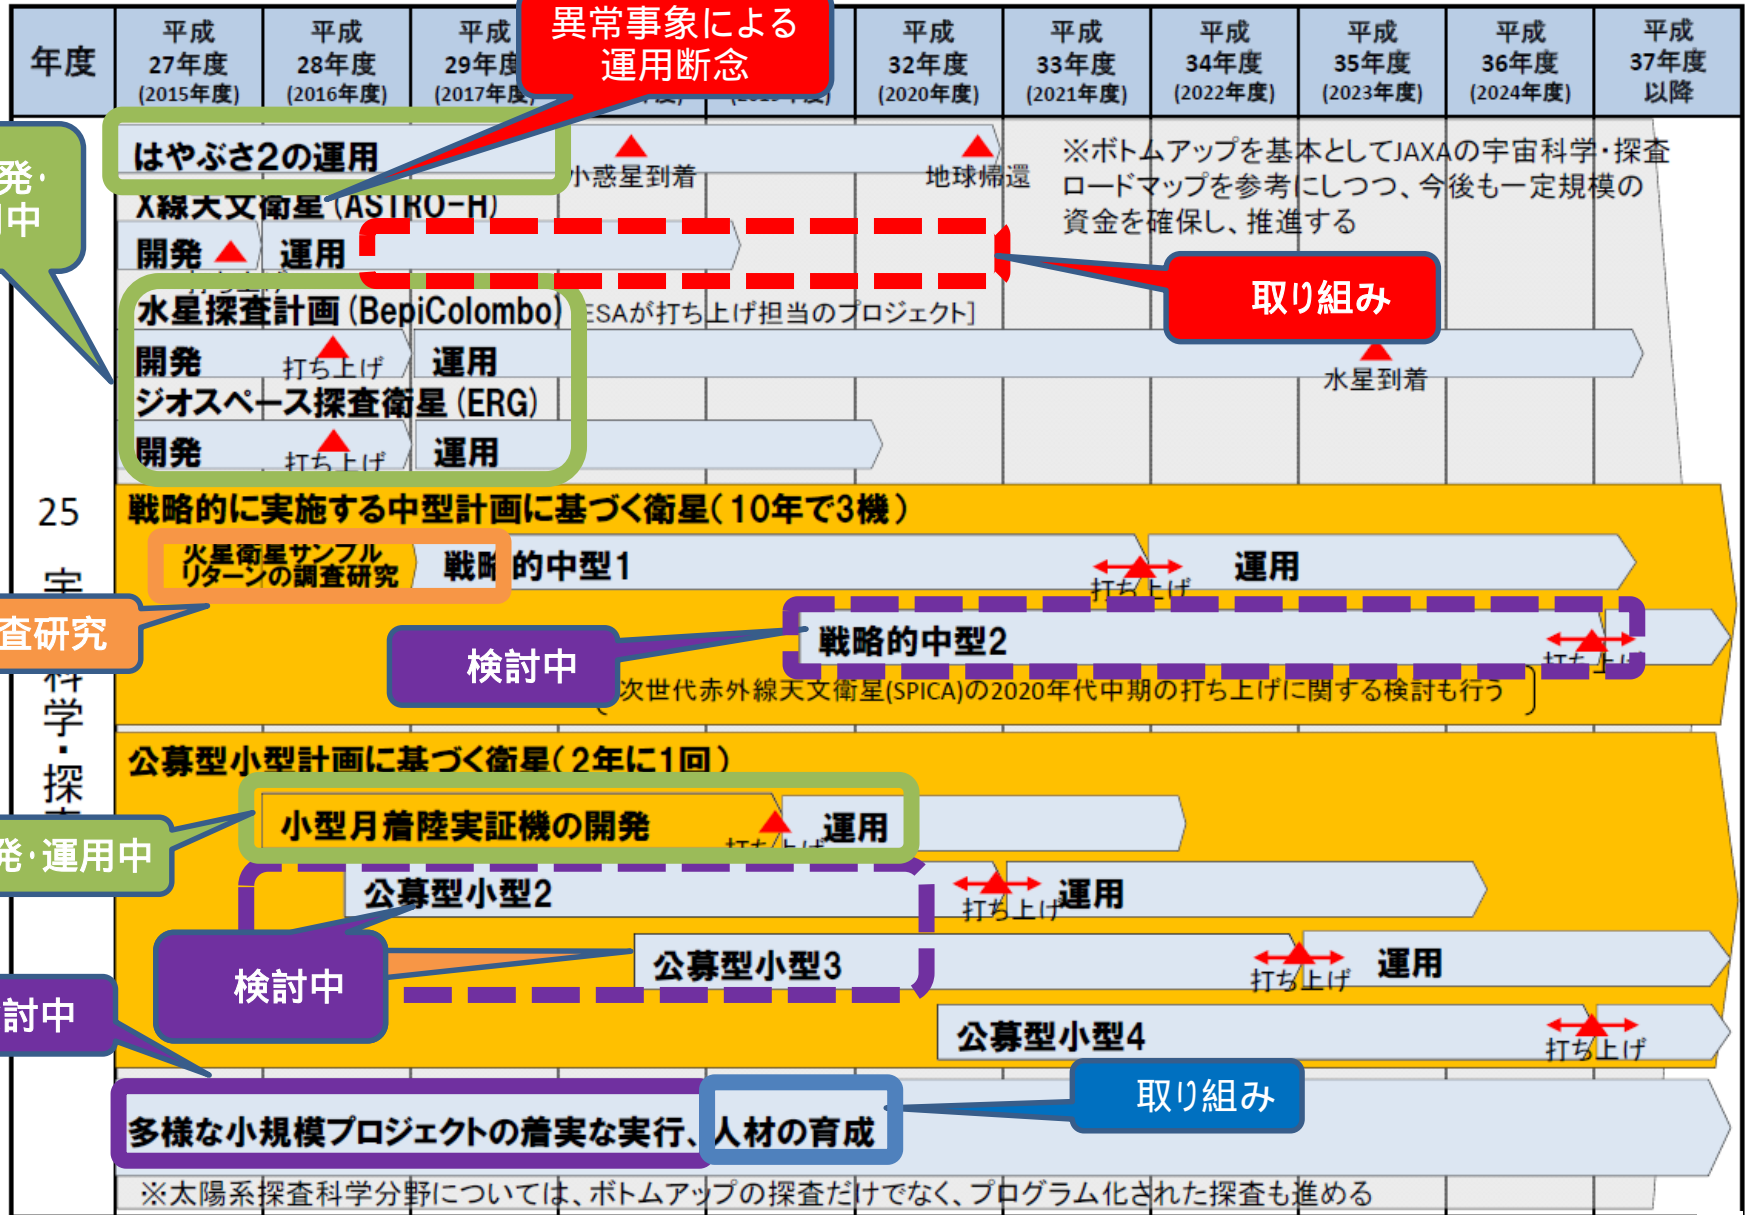 年度
平成
27年度
(2015年度)
平成
28年度
(2016年度)
平成
29年度
(2017年度)
異常事象による
運用断念
平成
32年度
(2020年度)
平成
33年度
(2021年度)
平成
34年度
(2022年度)
平成
35年度
(2023年度)
平成
36年度
(2024年度)
平成
37年度
以降
発・
中
はやぶさ2の運用
小惑星到着
地球帰還
※ボトムアップを基本としてJAXAの宇宙科学・探査
ロードマップを参考にしつつ、今後も一定規模の
資金を確保し、推進する
X線天文衛星(ASTRO-H)
開発
運用
取り組み
水星探査計画(BepiColombo)
ESAが打ち上げ担当のプロジェクト]
開発
打ち上げ
運用
水星到着
ジオスペース探査衛星(ERG)
開発
打ち上げ
運用
25
宇
科学・探査
戦略的に実施する中型計画に基づく衛星(10年で3機)
火星衛星サンプル
リターンの調査研究
戦略的中型1
打ち上げ
運用
査研究
検討中
戦略的中型2
打ち上げ
次世代赤外線天文衛星(SPICA)の2020年代中期の打ち上げに関する検討も行う
公募型小型計画に基づく衛星(2年に1回)
小型月着陸実証機の開発
打ち上げ
運用
発・運用中
公募型小型2
打ち上げ
運用
検討中
公募型小型3
打ち上げ
運用
討中
公募型小型4
打ち上げ
取り組み
多様な小規模プロジェクトの着実な実行、人材の育成
※太陽系探査科学分野については、ボトムアップの探査だけでなく、プログラム化された探査も進める